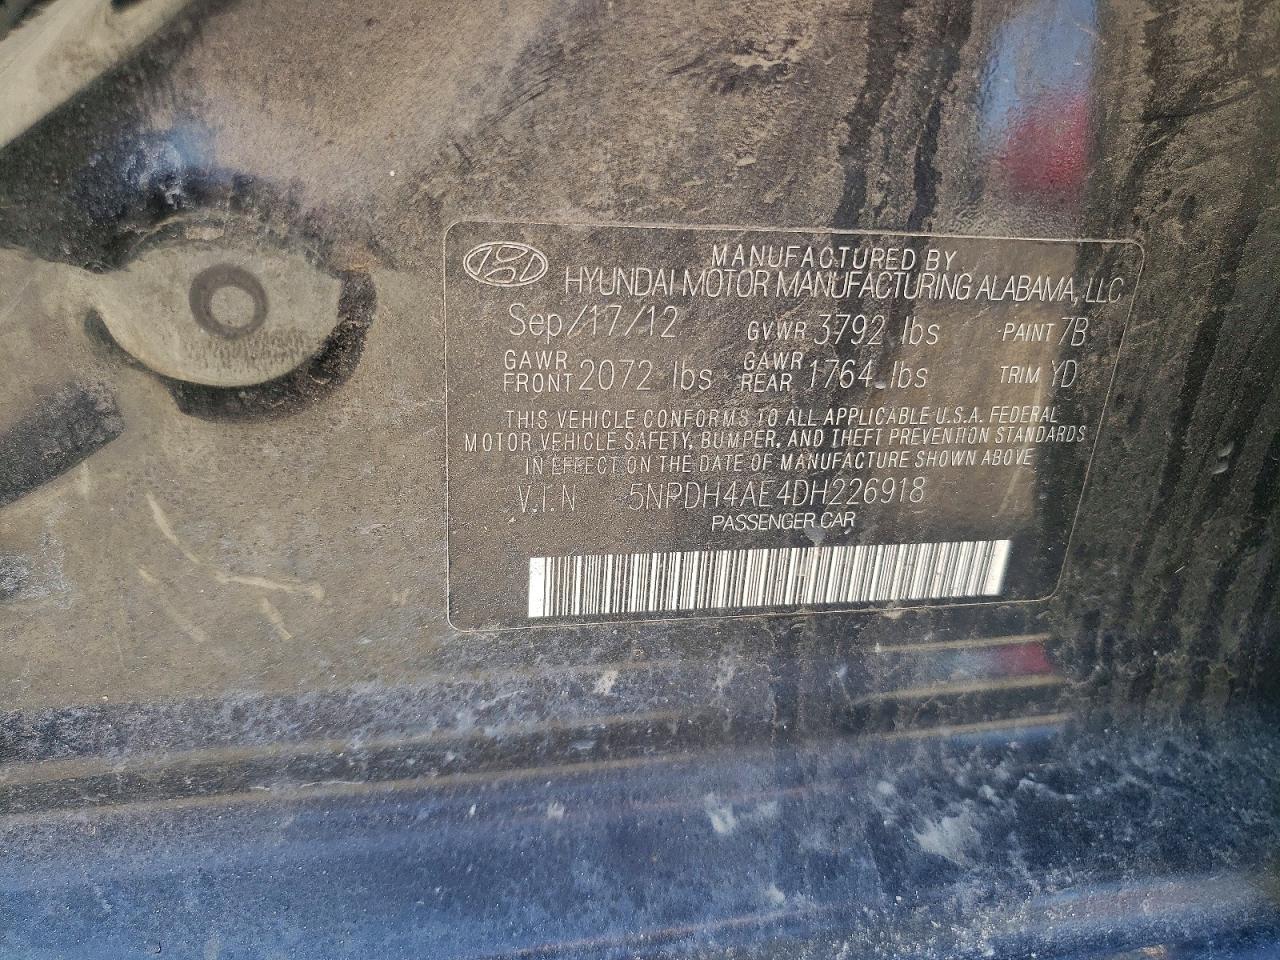 MANUFACTURED BY
HYUNDAI MOTOR MANUFACTURING ALABAMA, LLC
Sep/17/12 GVWR 3792 lbs PAINT 7B
GAWR FRONT 2072 lbs GAWR REAR 1764 lbs TRIM YD
THIS VEHICLE CONFORMS TO ALL APPLICABLE U.S.A. FEDERAL
MOTOR VEHICLE SAFETY, BUMPER, AND THEFT PREVENTION STANDARDS
IN EFFECT ON THE DATE OF MANUFACTURE SHOWN ABOVE
V.I.N 5NPDH4AE4DH226918
PASSENGER CAR